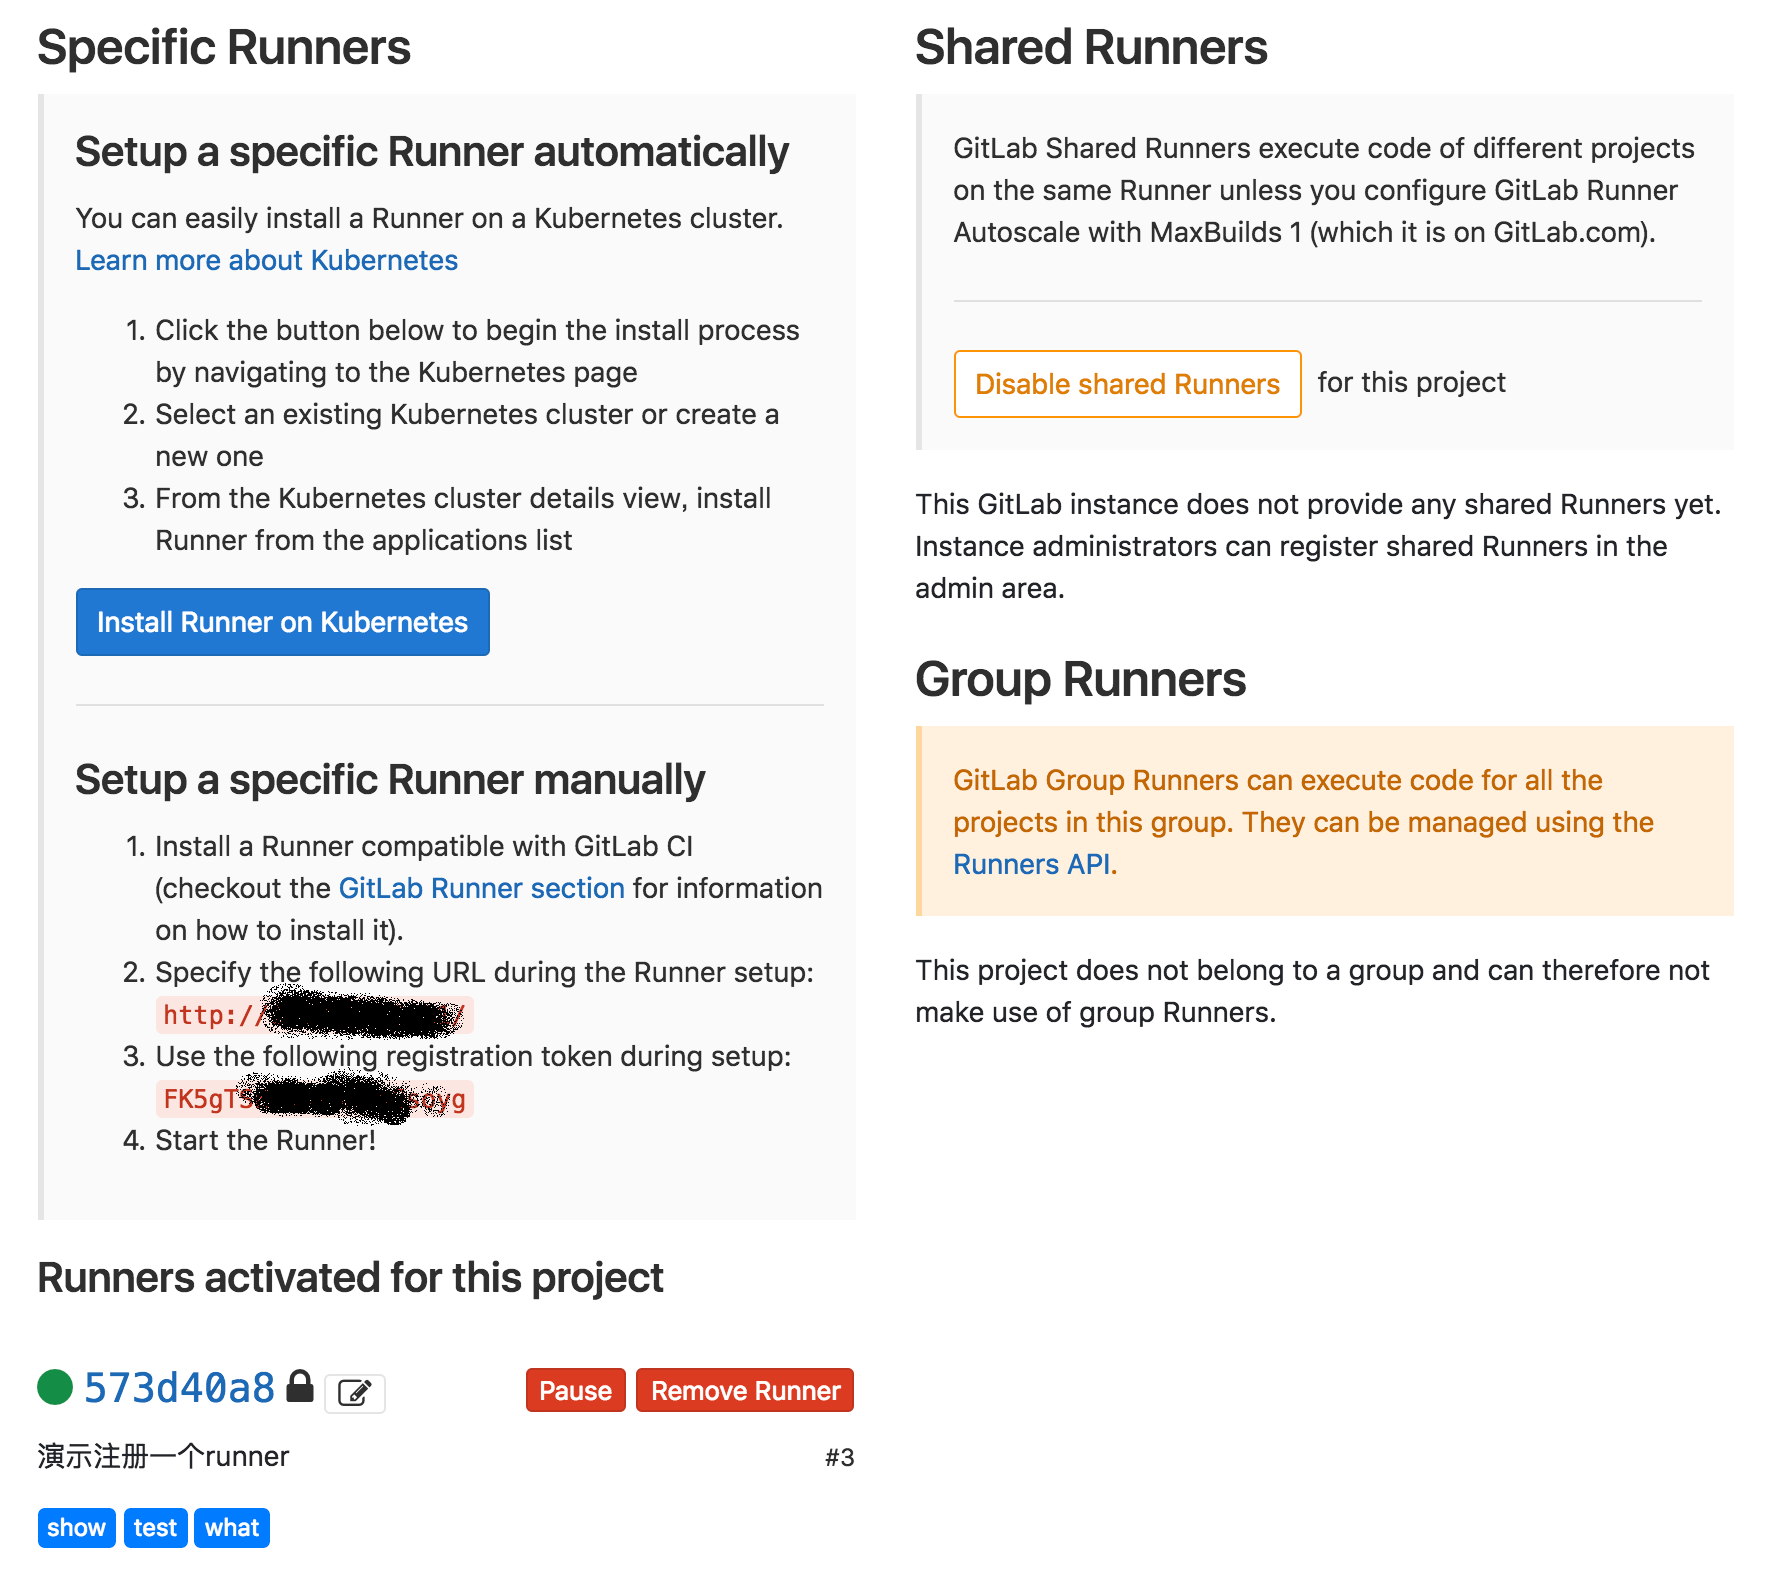 Specific Runners
Setup a specific Runner automatically
You can easily install a Runner on a Kubernetes cluster.
Learn more about Kubernetes
1. Click the button below to begin the install process
by navigating to the Kubernetes page
2. Select an existing Kubernetes cluster or create a
new one
3. From the Kubernetes cluster details view, install
Runner from the applications list
Install Runner on Kubernetes
Setup a specific Runner manually
1. Install a Runner compatible with GitLab CI
(checkout the GitLab Runner section for information
on how to install it).
2. Specify the following URL during the Runner setup:
http://
3. Use the following registration token during setup:
4. Start the Runner!
Runners activated for this project
573d40a8
Pause
Remove Runner
演示注册一个runner
#3
show test what
Shared Runners
GitLab Shared Runners execute code of different projects
on the same Runner unless you configure GitLab Runner
Autoscale with MaxBuilds 1 (which it is on GitLab.com).
Disable shared Runners for this project
This GitLab instance does not provide any shared Runners yet.
Instance administrators can register shared Runners in the
admin area.
Group Runners
GitLab Group Runners can execute code for all the
projects in this group. They can be managed using the
Runners API.
This project does not belong to a group and can therefore not
make use of group Runners.